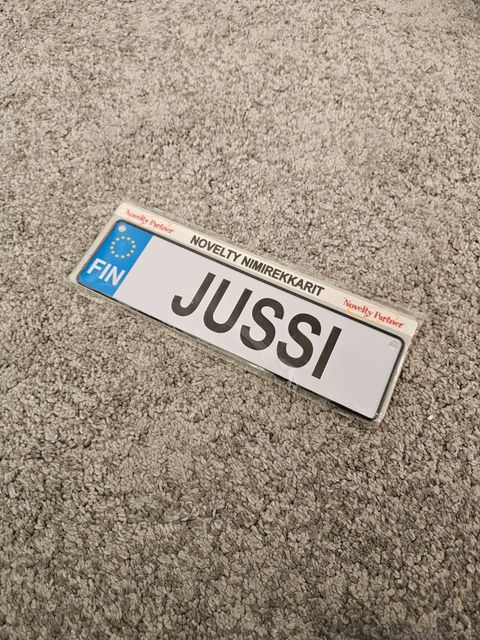 Novelty Partner
NOVELTY NIMIREKKARIT
Novelty Partner
FIN
JUSSI